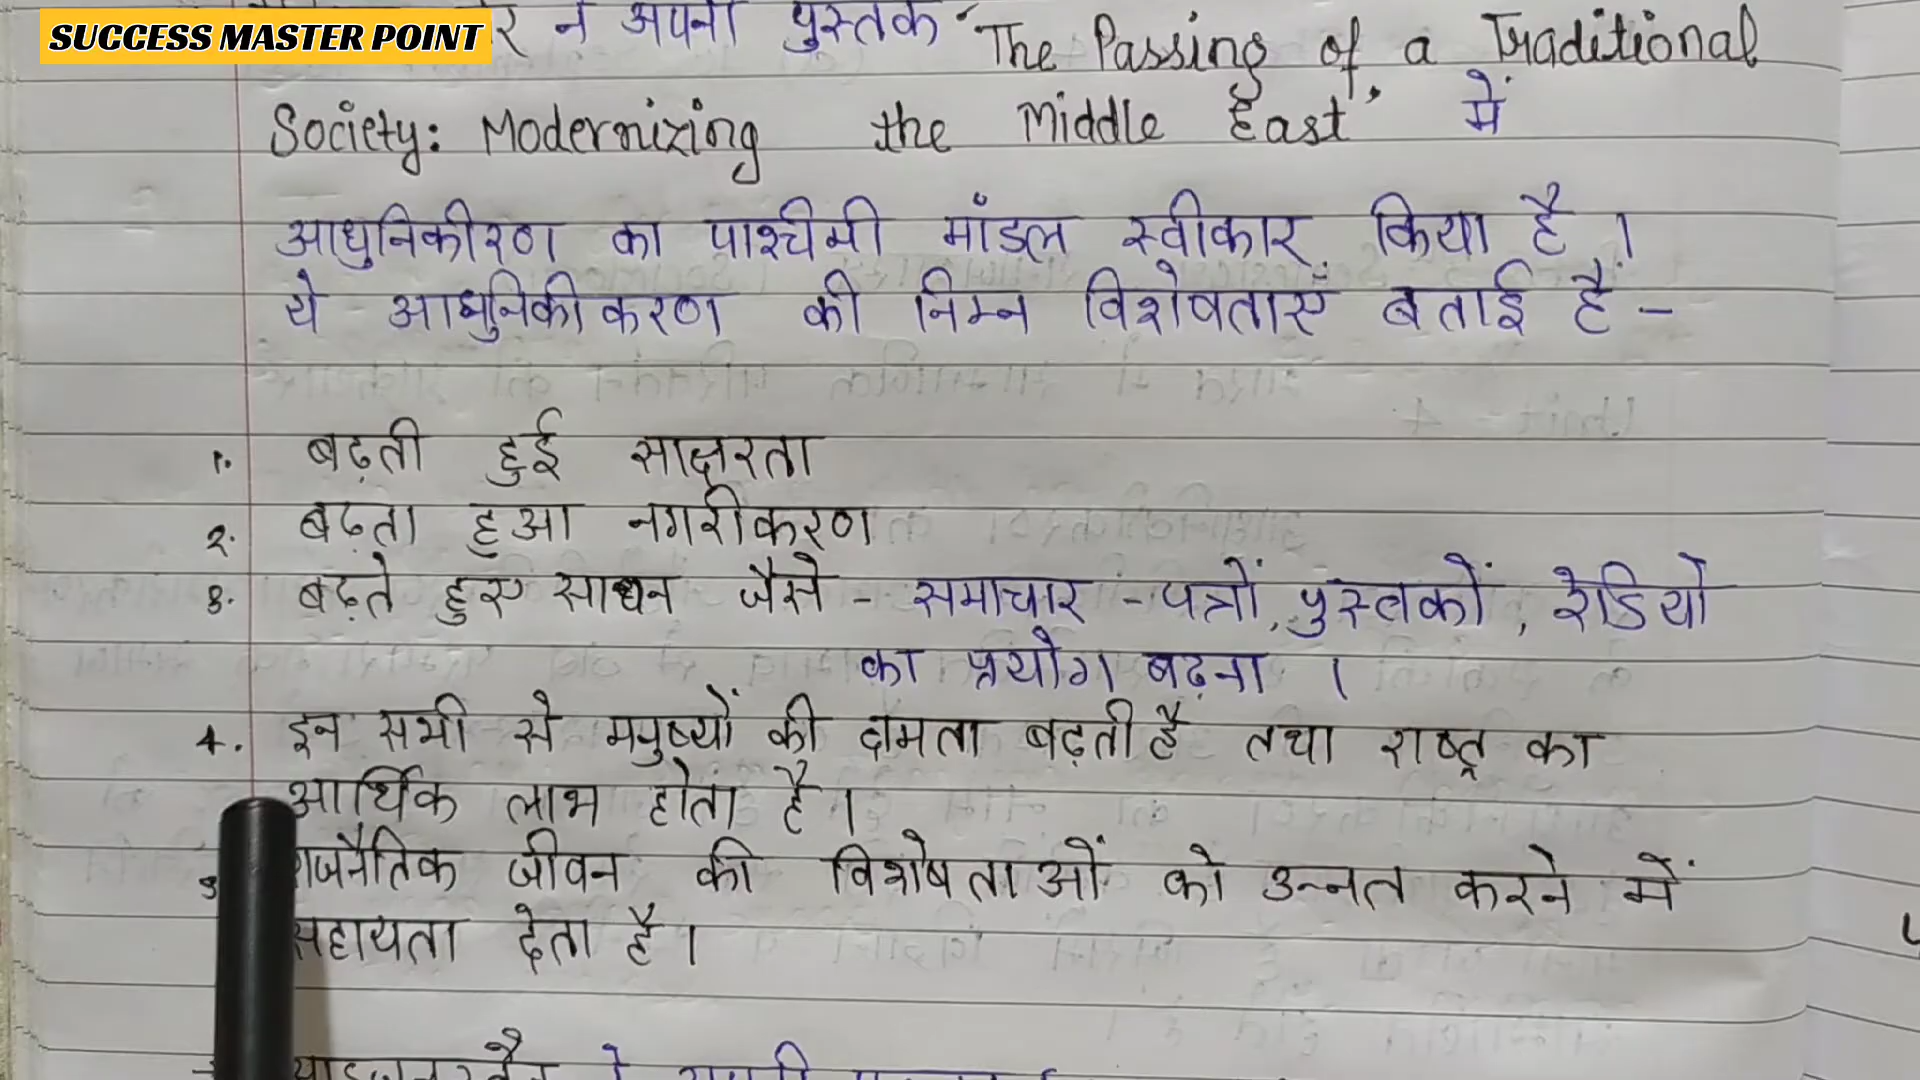 SUCCESS MASTER POINT
ने अपनी पुस्तक "The Passing of a Traditional
Society: Modernizing the Middle East" में
आधुनिकीरण का पाश्चीमी मांडल स्वीकार किया है ।
ये आधुनिकीकरण की निम्न विशेषताएँ बताई हैं -
1. बढ़ती हुई साक्षरता
2. बढ़ता हुआ नगरीकरण
3. बढ़ते हुए साधन जैसे - समाचार - पत्रों, पुस्तकों, रेडियो
का प्रयोग बढ़ना ।
4. इन सभी से मनुष्यों की क्षमता बढ़ती है तथा राष्ट्र का
आर्थिक लाभ होता है ।
राजनैतिक जीवन की विशेषताओं को उन्नत करने में
सहायता देता है ।